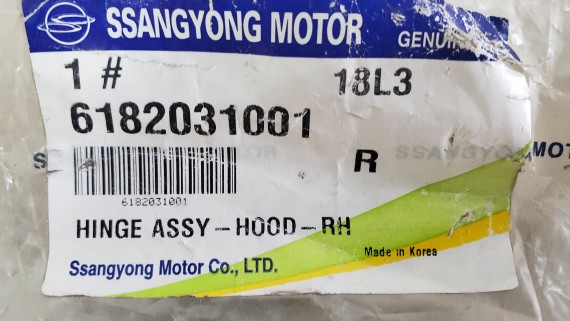 SSANGYONG MOTOR GENUINE
1 # 18L3
6182031001
R
6182031001
HINGE ASSY-HOOD-RH
Made in Korea
Ssangyong Motor Co., LTD.